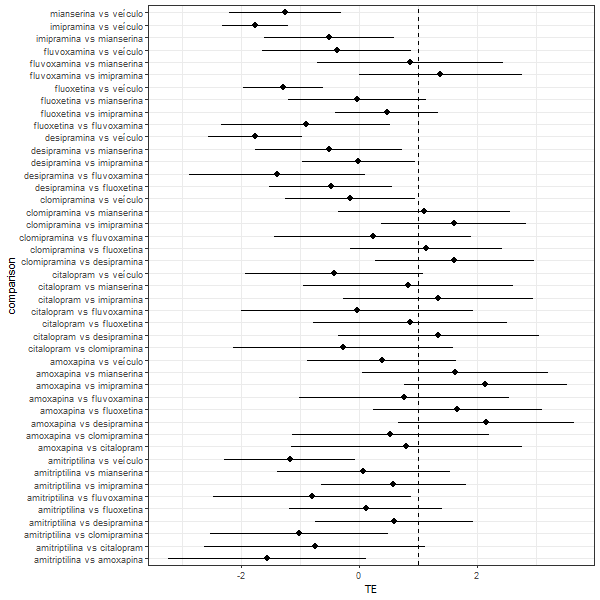 mianserina vs veículo
imipramina vs veículo
imipramina vs mianserina
fluvoxamina vs veículo
fluvoxamina vs mianserina
fluvoxamina vs imipramina
fluoxetina vs veículo
fluoxetina vs mianserina
fluoxetina vs imipramina
fluoxetina vs fluvoxamina
desipramina vs veículo
desipramina vs mianserina
desipramina vs imipramina
desipramina vs fluvoxamina
desipramina vs fluoxetina
clomipramina vs veículo
clomipramina vs mianserina
clomipramina vs imipramina
clomipramina vs fluvoxamina
clomipramina vs fluoxetina
clomipramina vs desipramina
citalopram vs veículo
citalopram vs mianserina
citalopram vs imipramina
citalopram vs fluvoxamina
citalopram vs fluoxetina
citalopram vs desipramina
citalopram vs clomipramina
amoxapina vs veículo
amoxapina vs mianserina
amoxapina vs imipramina
amoxapina vs fluvoxamina
amoxapina vs fluoxetina
amoxapina vs desipramina
amoxapina vs clomipramina
amoxapina vs citalopram
amitriptilina vs veículo
amitriptilina vs mianserina
amitriptilina vs imipramina
amitriptilina vs fluvoxamina
amitriptilina vs fluoxetina
amitriptilina vs desipramina
amitriptilina vs clomipramina
amitriptilina vs citalopram
amitriptilina vs amoxapina
comparison
-2 0 2
TE